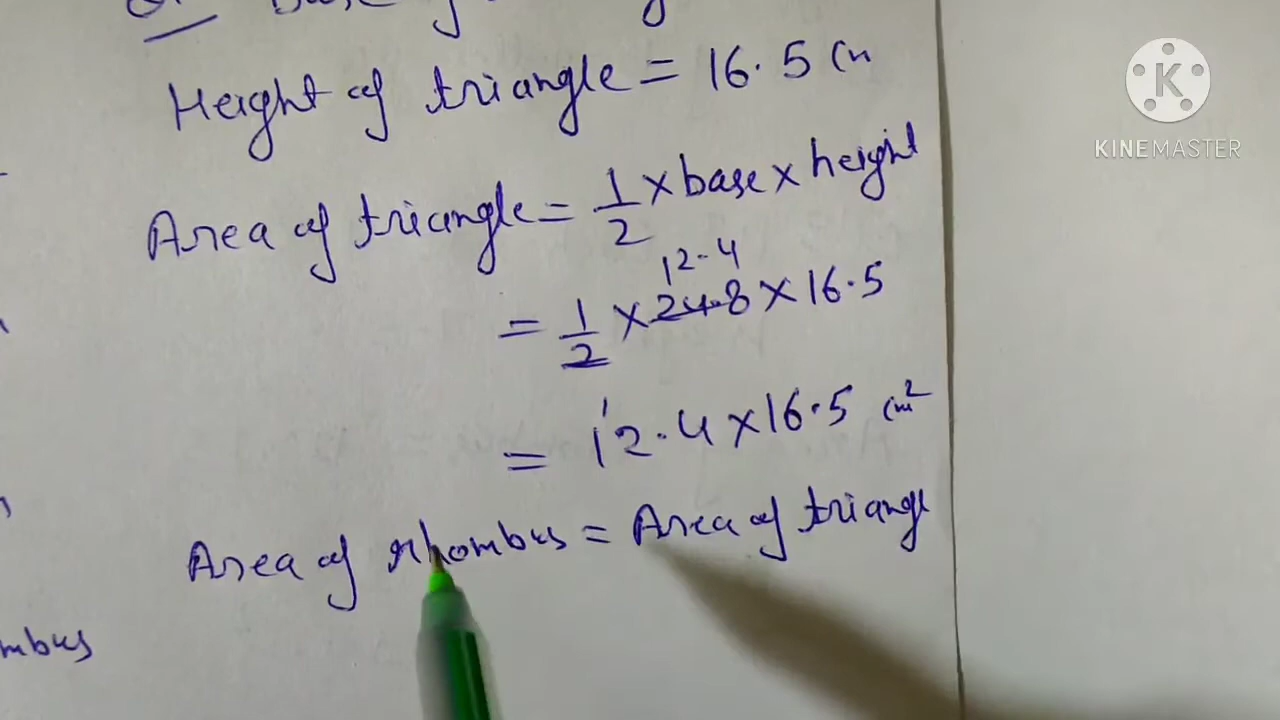 Height of triangle = 16.5 cm
Area of triangle = 1/2 × base × height
12.4
= 1/2 × 24.8 × 16.5
= 12.4 × 16.5 cm²
Area of rhombus = Area of triangle
mbus
K
KINEMASTER